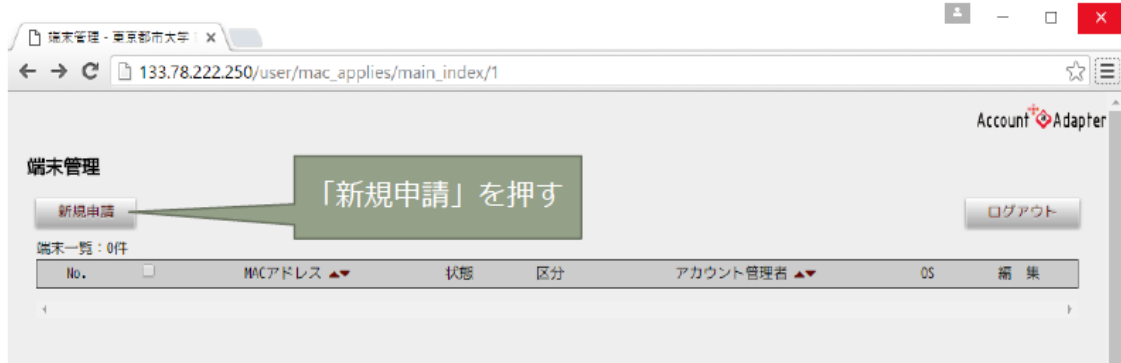 端末管理 - 東京都市大学
133.78.222.250/user/mac_applies/main_index/1
Account Adapter
端末管理
「新規申請」を押す
新規申請
ログアウト
端末一覧：0件
No. MACアドレス ▲▼ 状態 区分 アカウント管理者 ▲▼ OS 編 集